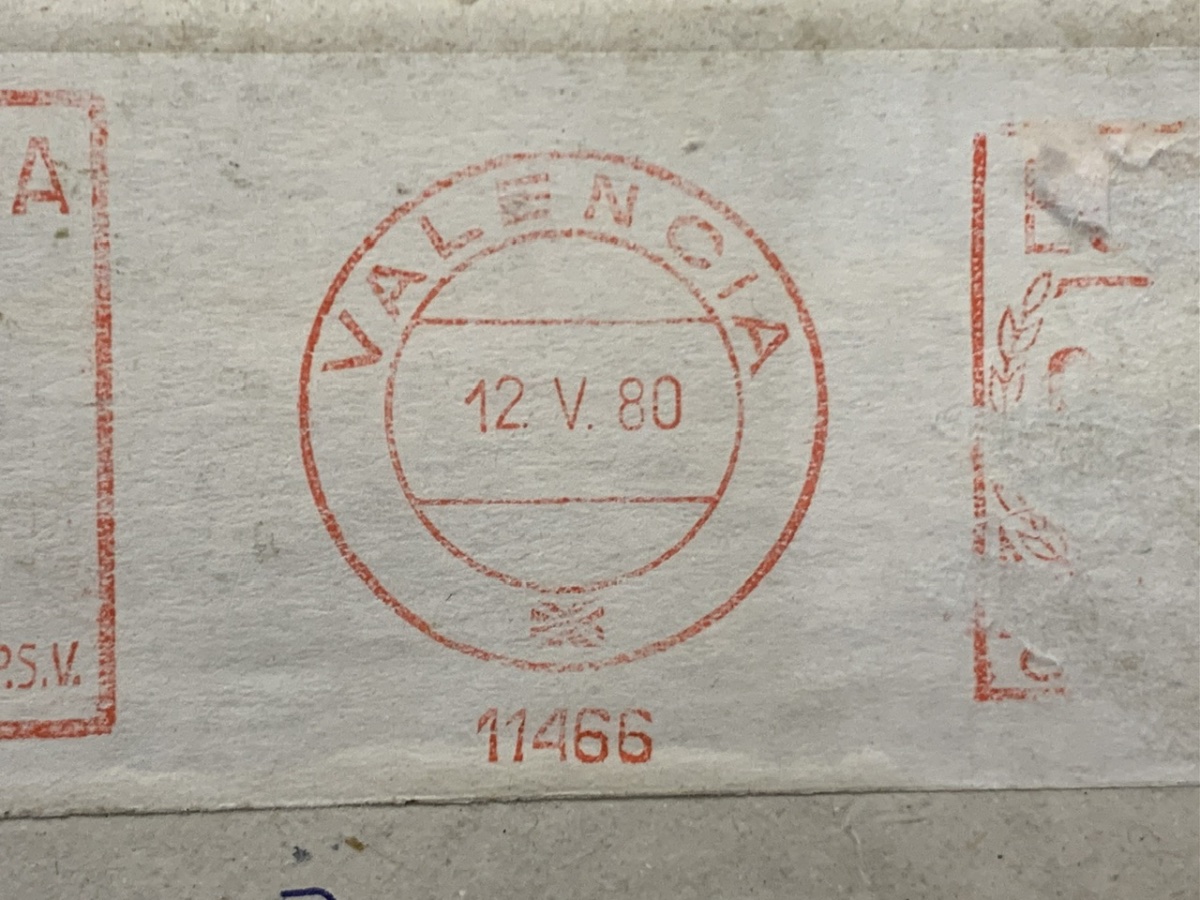 A
P.S.V.
VALENCIA
12. V. 80
11466